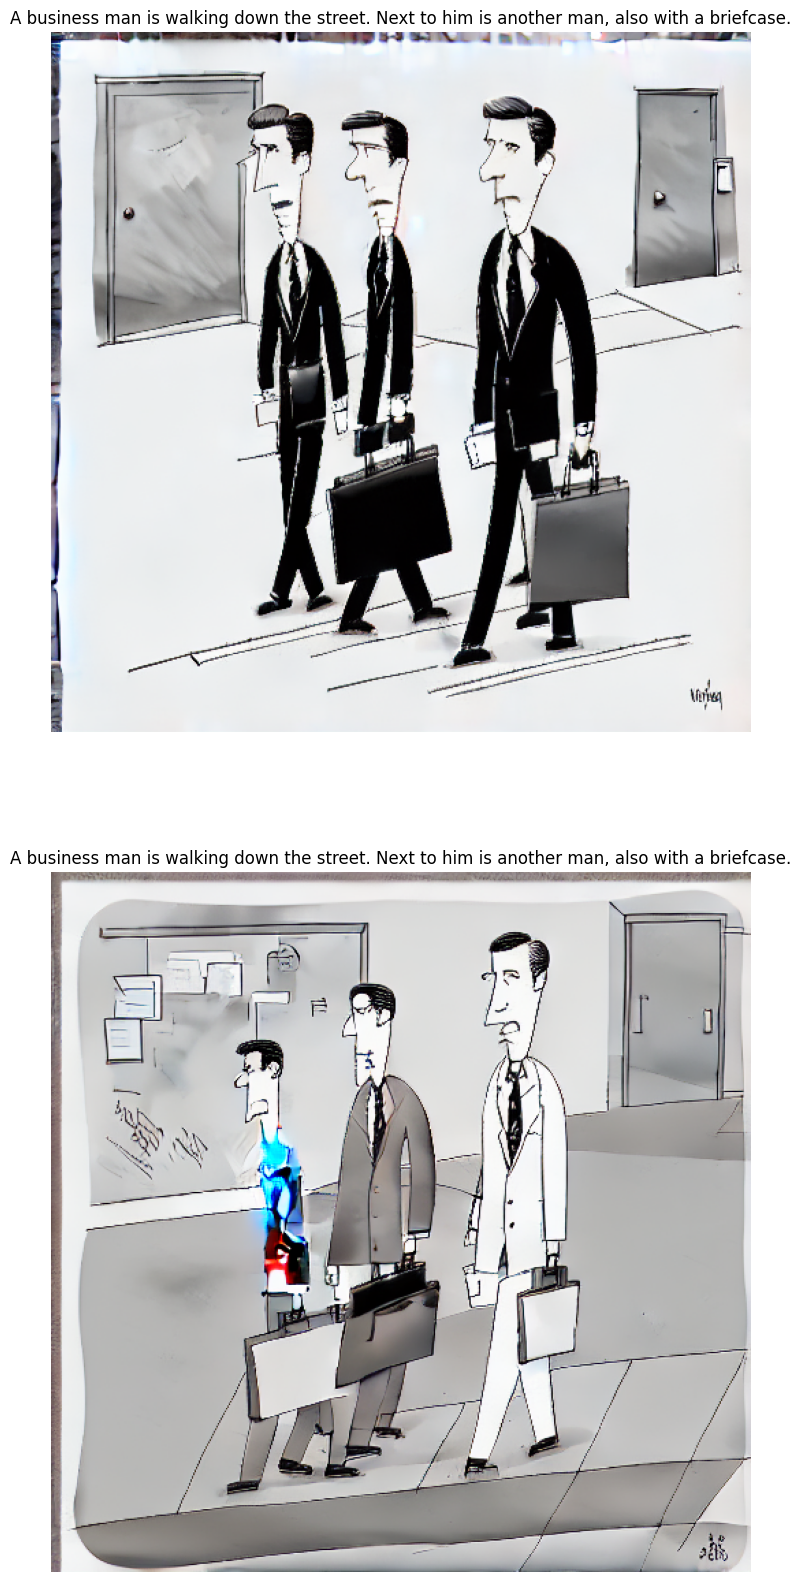 A business man is walking down the street. Next to him is another man, also with a briefcase.
A business man is walking down the street. Next to him is another man, also with a briefcase.